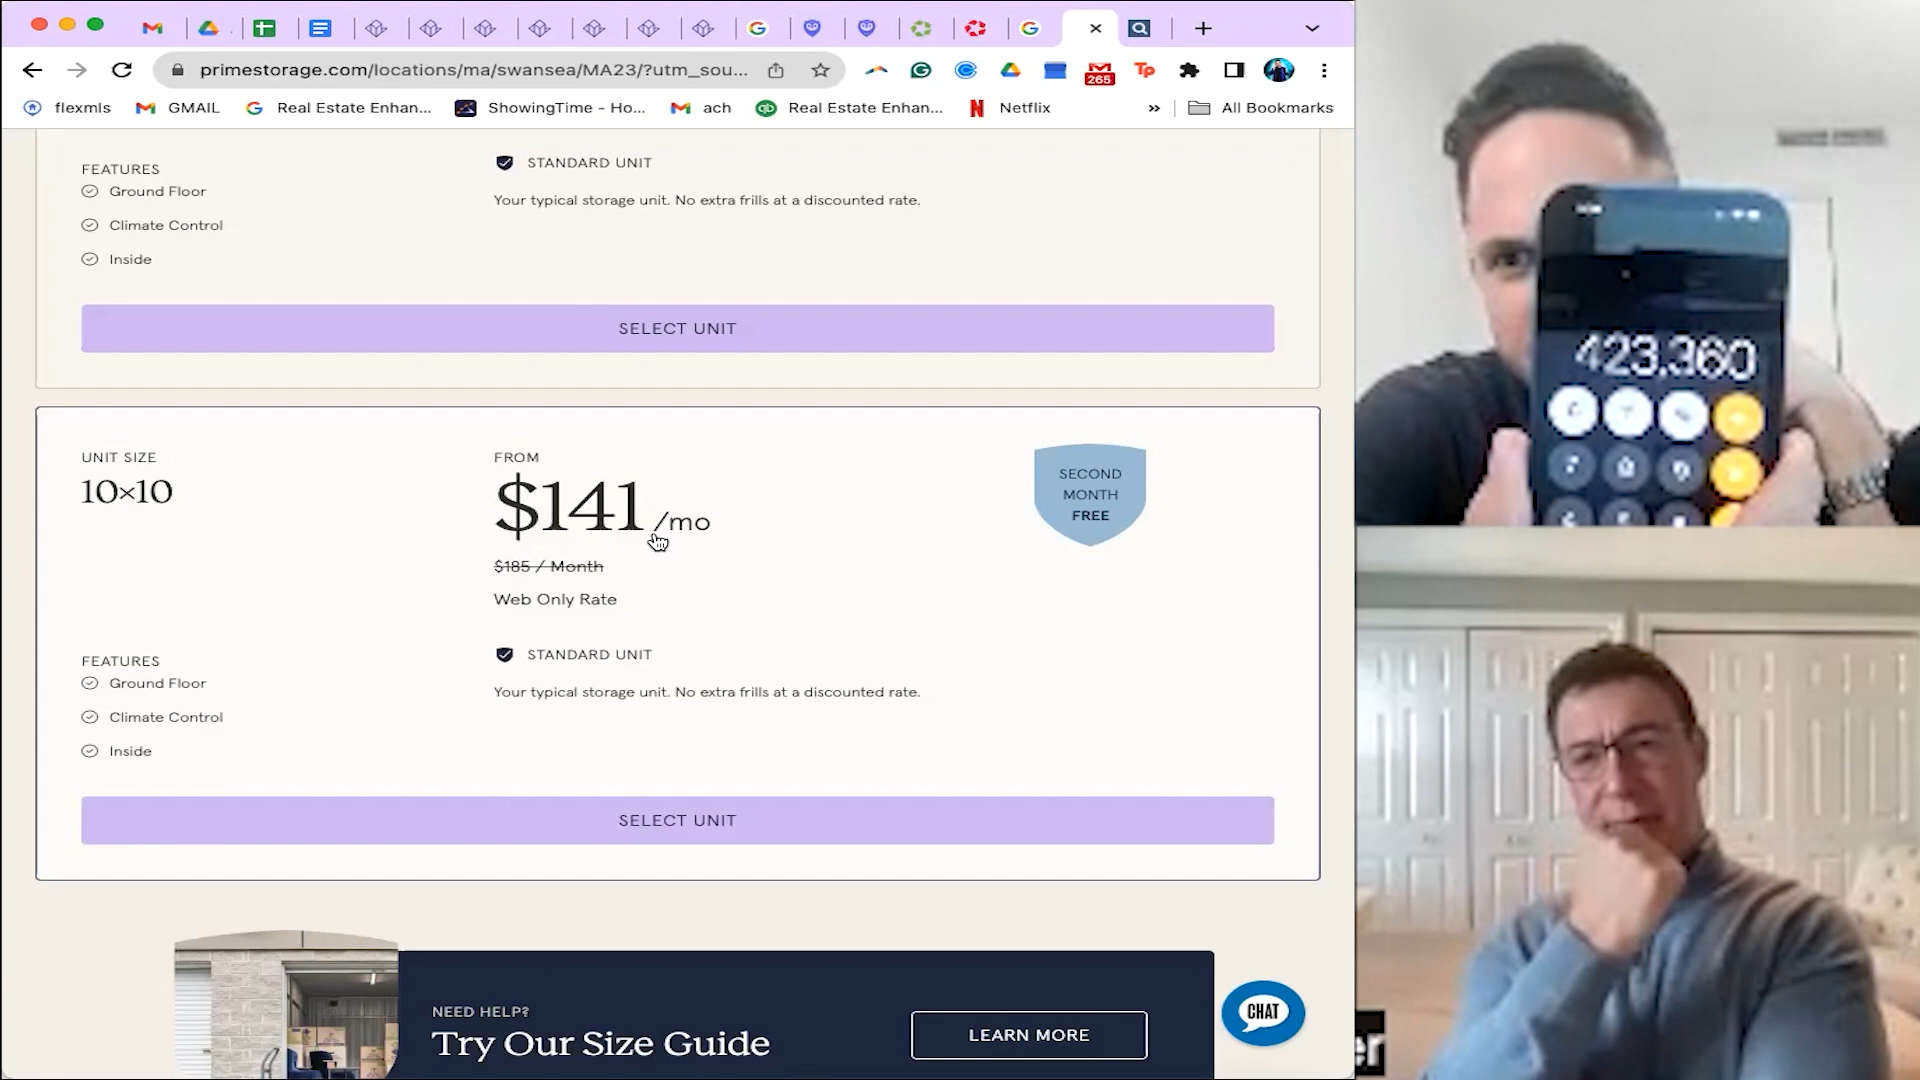 primestorage.com/locations/ma/swansea/MA23/?utm_sou...
265
Tp
flexmls
GMAIL
Real Estate Enhan...
ShowingTime - Ho...
ach
Real Estate Enhan...
Netflix
»
All Bookmarks
FEATURES
Ground Floor
Climate Control
Inside
STANDARD UNIT
Your typical storage unit. No extra frills at a discounted rate.
SELECT UNIT
UNIT SIZE
10×10
FROM
$141 /mo
$185 / Month
Web Only Rate
SECOND
MONTH
FREE
FEATURES
Ground Floor
Climate Control
Inside
STANDARD UNIT
Your typical storage unit. No extra frills at a discounted rate.
SELECT UNIT
NEED HELP?
Try Our Size Guide
LEARN MORE
CHAT
423,360
er